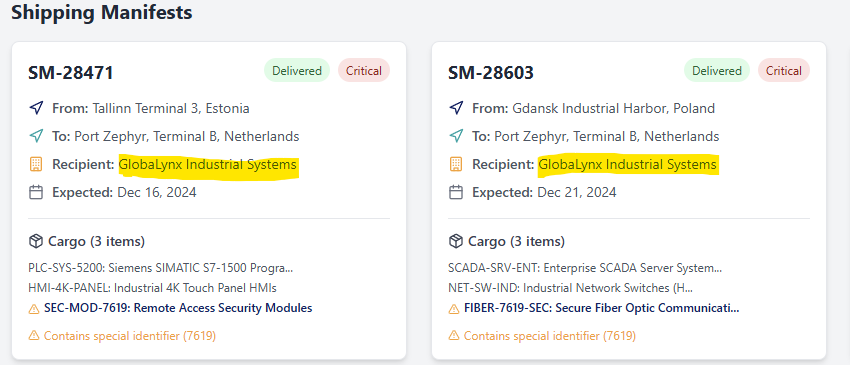 Shipping Manifests
SM-28471
Delivered
Critical
From: Tallinn Terminal 3, Estonia
To: Port Zephyr, Terminal B, Netherlands
Recipient: GlobaLynx Industrial Systems
Expected: Dec 16, 2024
Cargo (3 items)
PLC-SYS-5200: Siemens SIMATIC S7-1500 Progra...
HMI-4K-PANEL: Industrial 4K Touch Panel HMIs
SEC-MOD-7619: Remote Access Security Modules
Contains special identifier (7619)
SM-28603
Delivered
Critical
From: Gdansk Industrial Harbor, Poland
To: Port Zephyr, Terminal B, Netherlands
Recipient: GlobaLynx Industrial Systems
Expected: Dec 21, 2024
Cargo (3 items)
SCADA-SRV-ENT: Enterprise SCADA Server System...
NET-SW-IND: Industrial Network Switches (H...
FIBER-7619-SEC: Secure Fiber Optic Communicati...
Contains special identifier (7619)